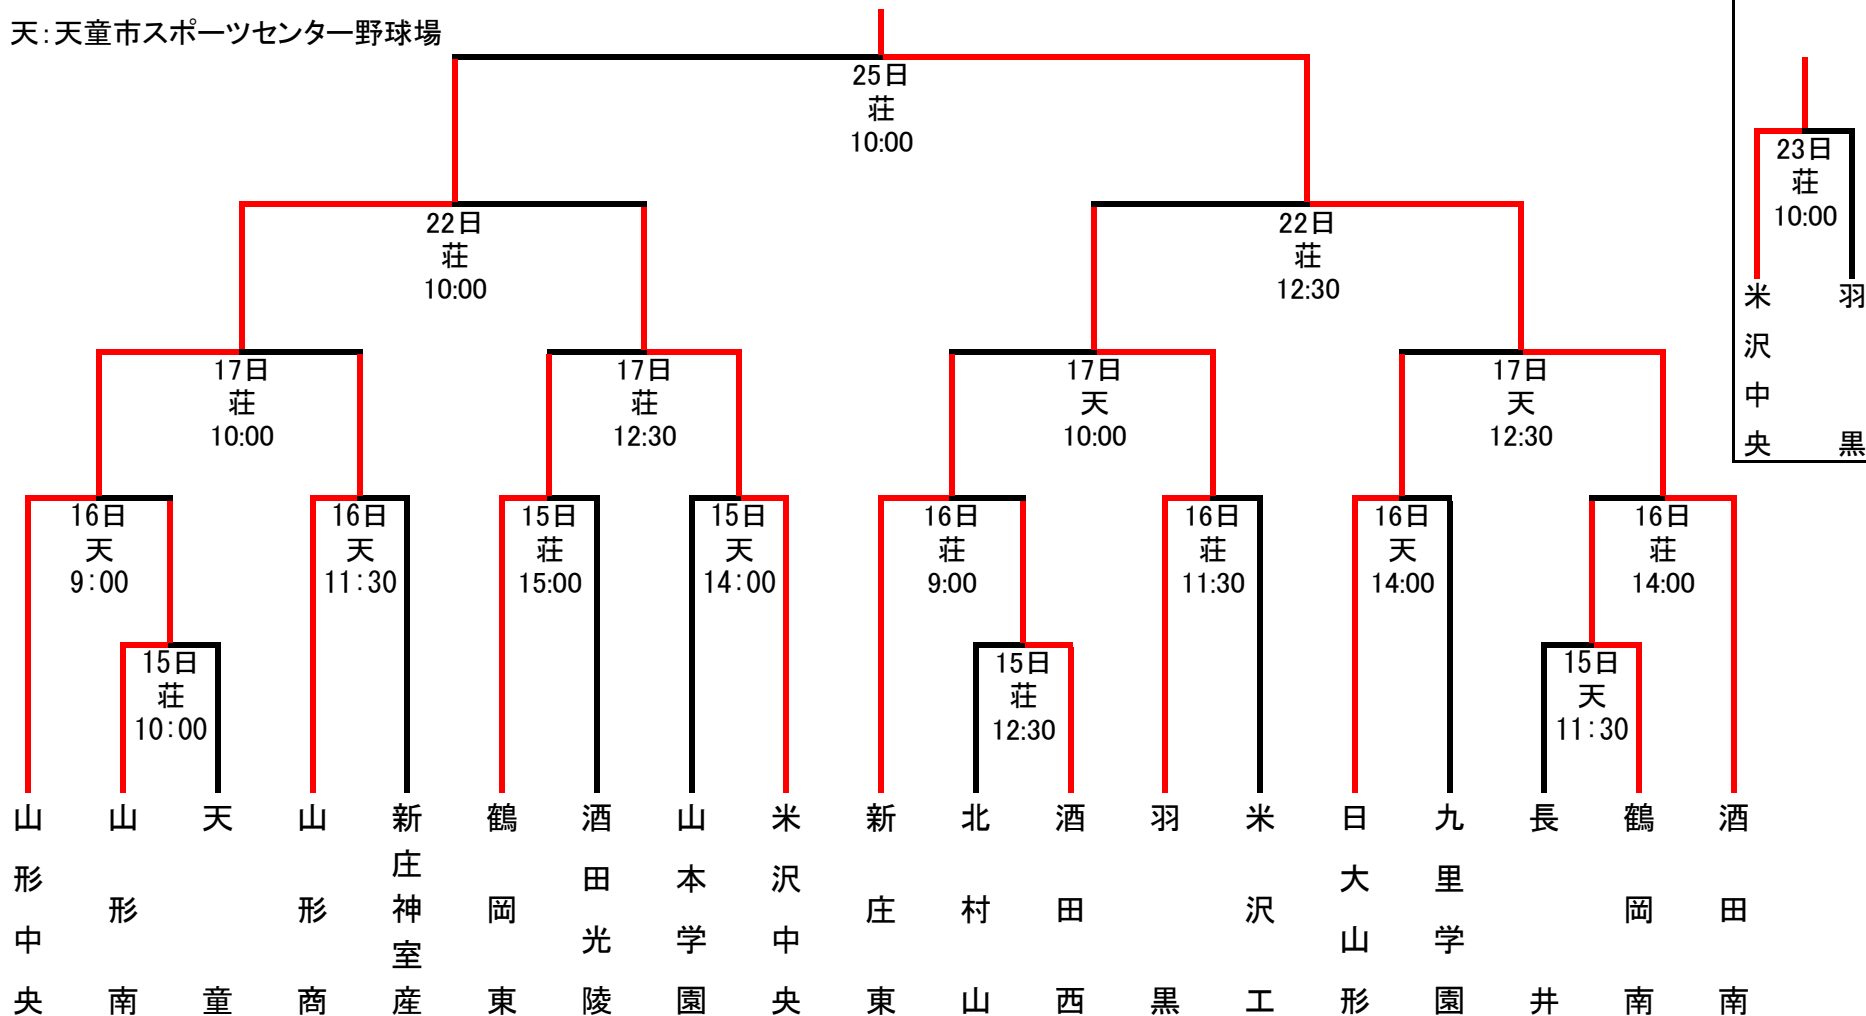 天：天童市スポーツセンター野球場
25日
荘
10:00
23日
荘
10:00
米沢中央
羽黒
22日
荘
10:00
22日
荘
12:30
17日
荘
10:00
17日
荘
12:30
17日
天
10:00
17日
天
12:30
16日
天
9：00
16日
天
11：30
15日
荘
15:00
15日
天
14：00
16日
荘
9:00
16日
荘
11:30
16日
天
14:00
16日
荘
14:00
15日
荘
10：00
15日
荘
12:30
15日
天
11：30
山形中央
山形南
天童
山形商
新庄神室産
鶴岡東
酒田光陵
山本学園
米沢中央
新庄東
北村山
酒田西
羽黒
米沢工
日大山形
九里学園
長井
鶴岡南
酒田南